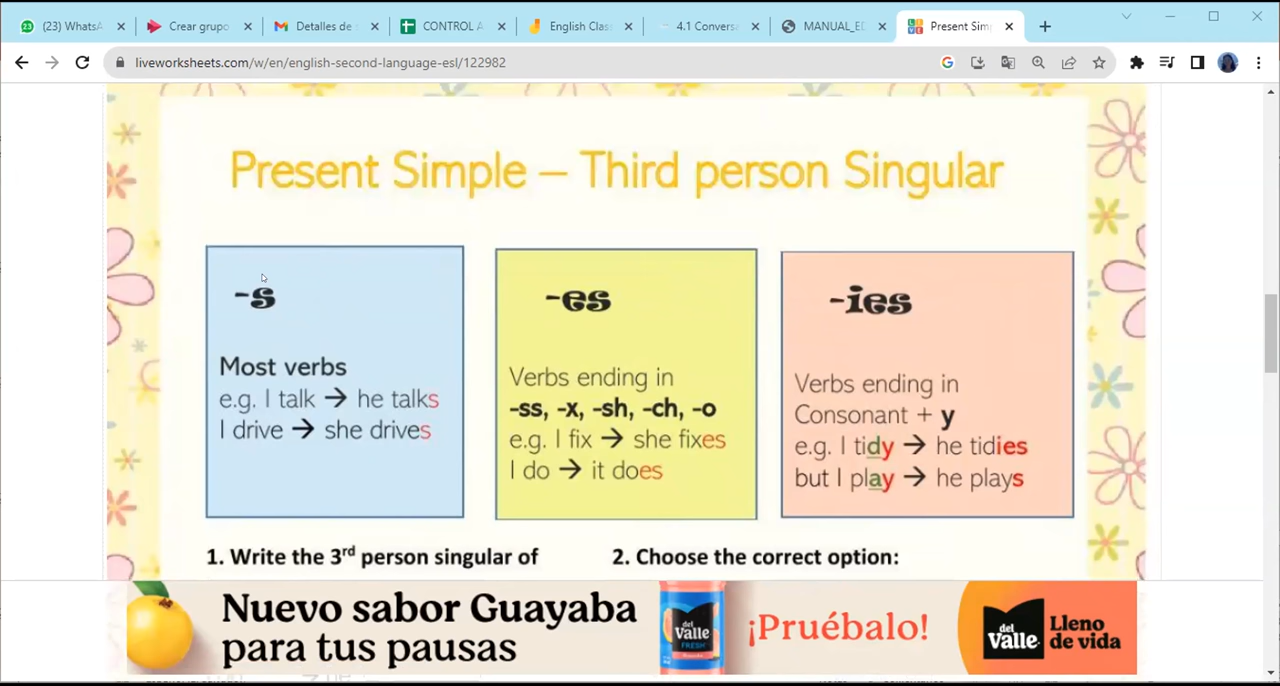 (23) WhatsA
Crear grupo
Detalles de s
CONTROL A
English Clas
4.1 Convers
MANUAL_ED
Present Sim
liveworksheets.com/w/en/english-second-language-esl/122982
Present Simple – Third person Singular
-s
Most verbs
e.g. I talk → he talks
I drive → she drives
-es
Verbs ending in
-ss, -x, -sh, -ch, -o
e.g. I fix → she fixes
I do → it does
-ies
Verbs ending in
Consonant + y
e.g. I tidy → he tidies
but I play → he plays
1. Write the 3rd person singular of
2. Choose the correct option:
Nuevo sabor Guayaba
para tus pausas
del
Valle
FRESH
¡Pruébalo!
del
Valle
Lleno
de vida